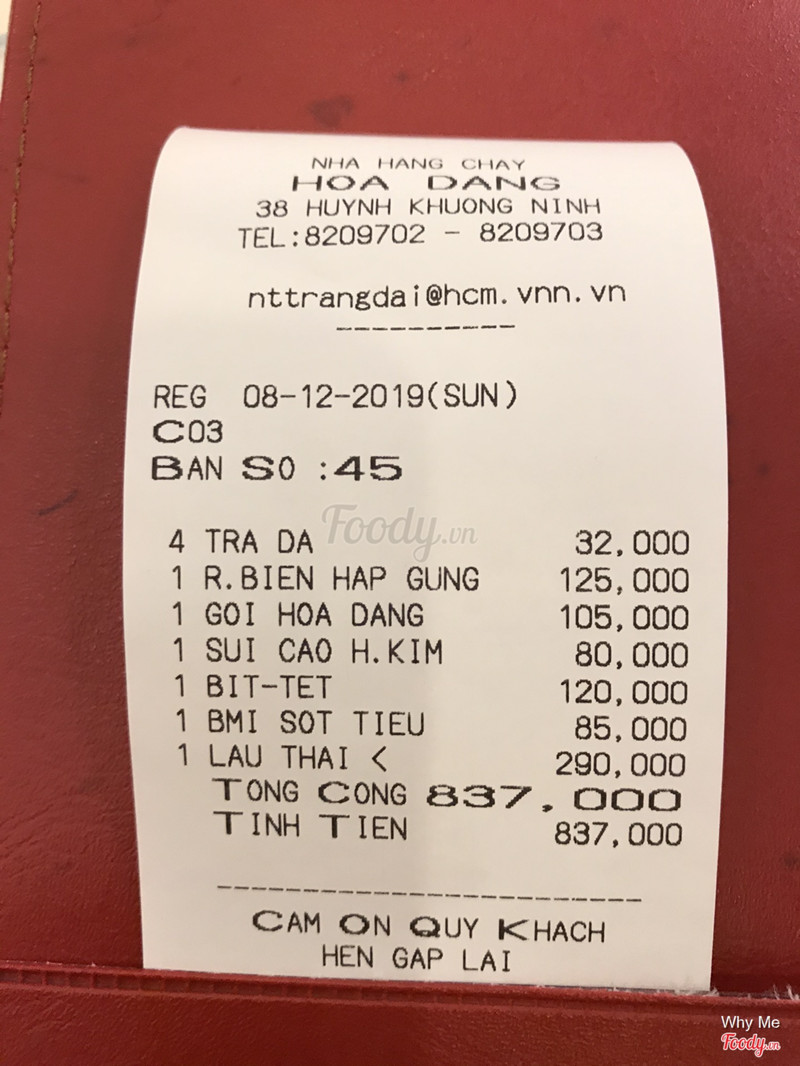 NHA HANG CHAY
HOA DANG
38 HUYNH KHUONG NINH
TEL:8209702 - 8209703
nttrangdai@hcm.vnn.vn
-----------
REG 08-12-2019(SUN)
C03
BAN SO :45
Foody.vn
4 TRA DA 32,000
1 R.BIEN HAP GUNG 125,000
1 GOI HOA DANG 105,000
1 SUI CAO H.KIM 80,000
1 BIT-TET 120,000
1 BMI SOT TIEU 85,000
1 LAU THAI < 290,000
TONG CONG 837,000
TINH TIEN 837,000
--------------------------
CAM ON QUY KHACH
HEN GAP LAI
Why Me
Foody.vn